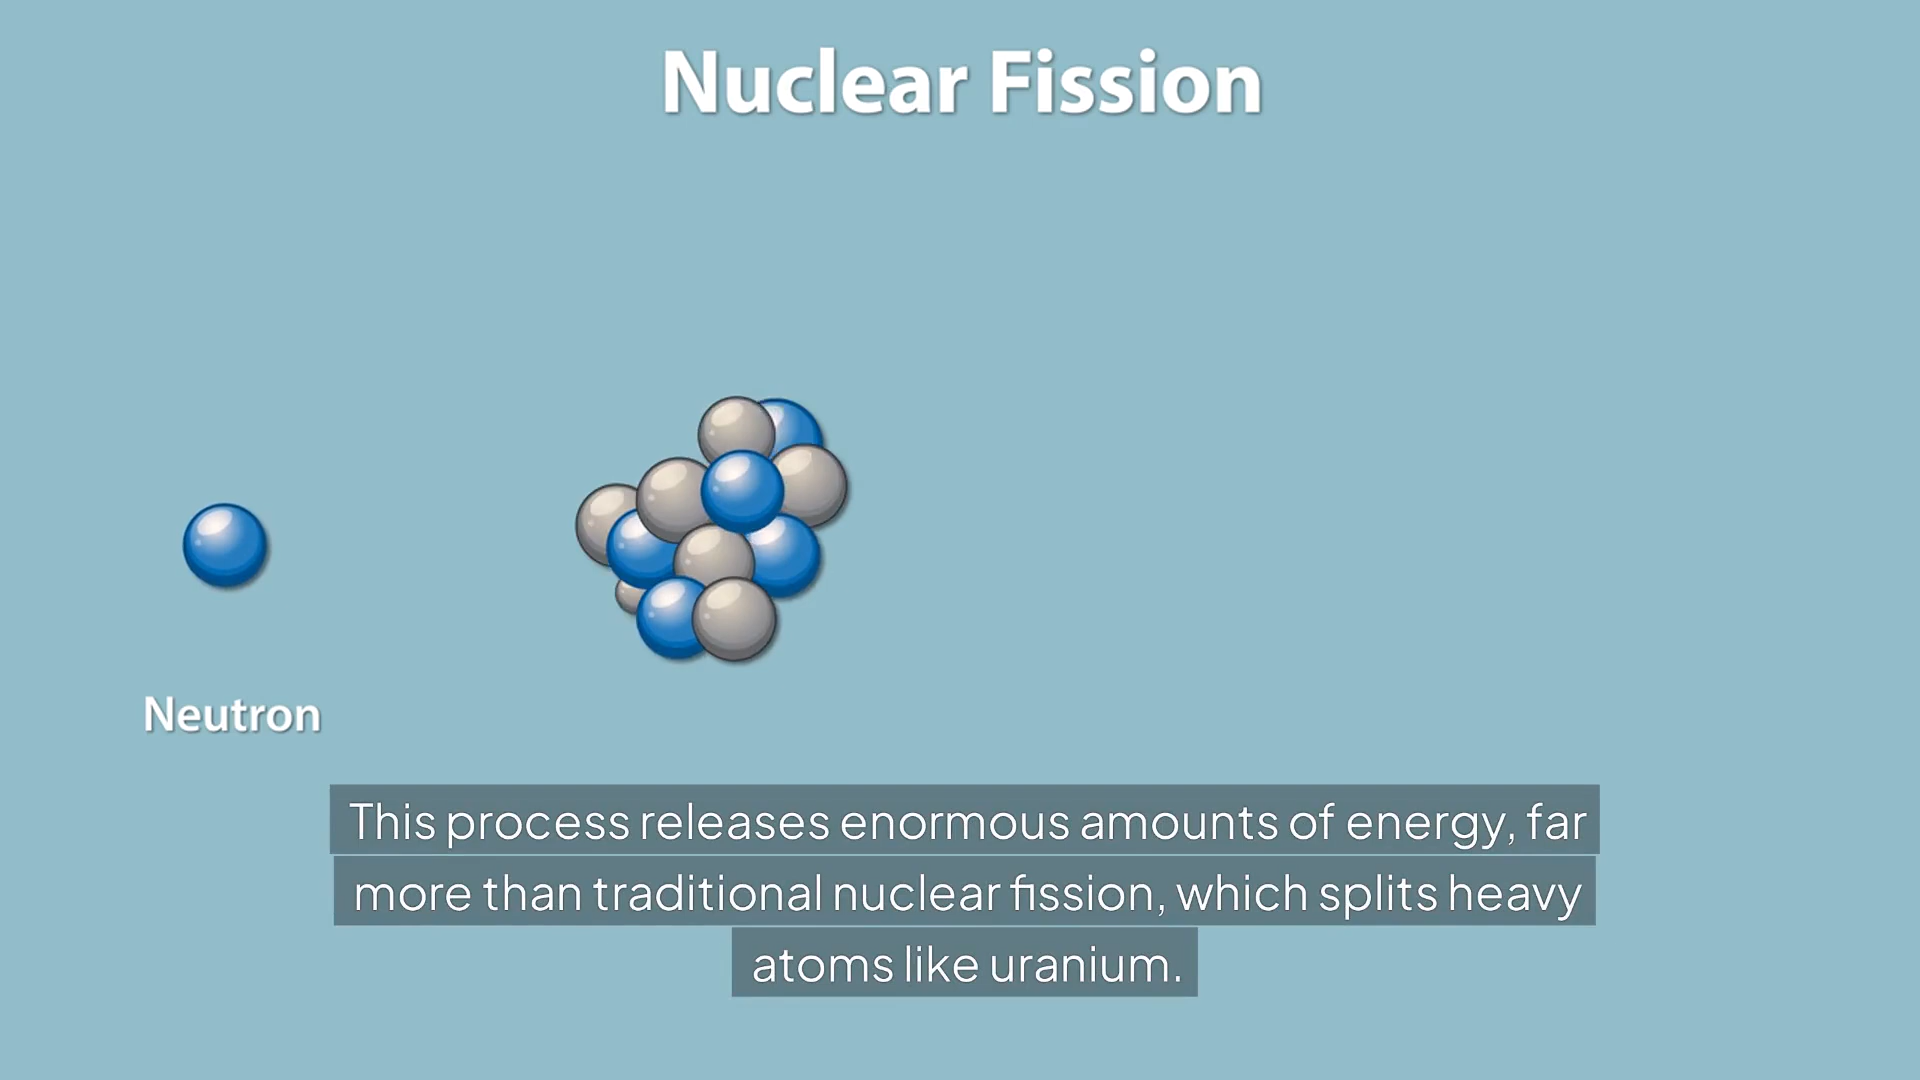 Nuclear Fission
Neutron
This process releases enormous amounts of energy, far
more than traditional nuclear fission, which splits heavy
atoms like uranium.